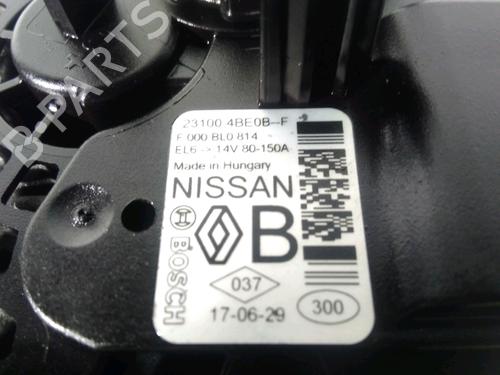 23100 4BE0B--F
F 000 BL0 814
EL6 -> 14V 80-150A
Made in Hungary
NISSAN
BOSCH
B
037
17-06-29
300
B-PARTS